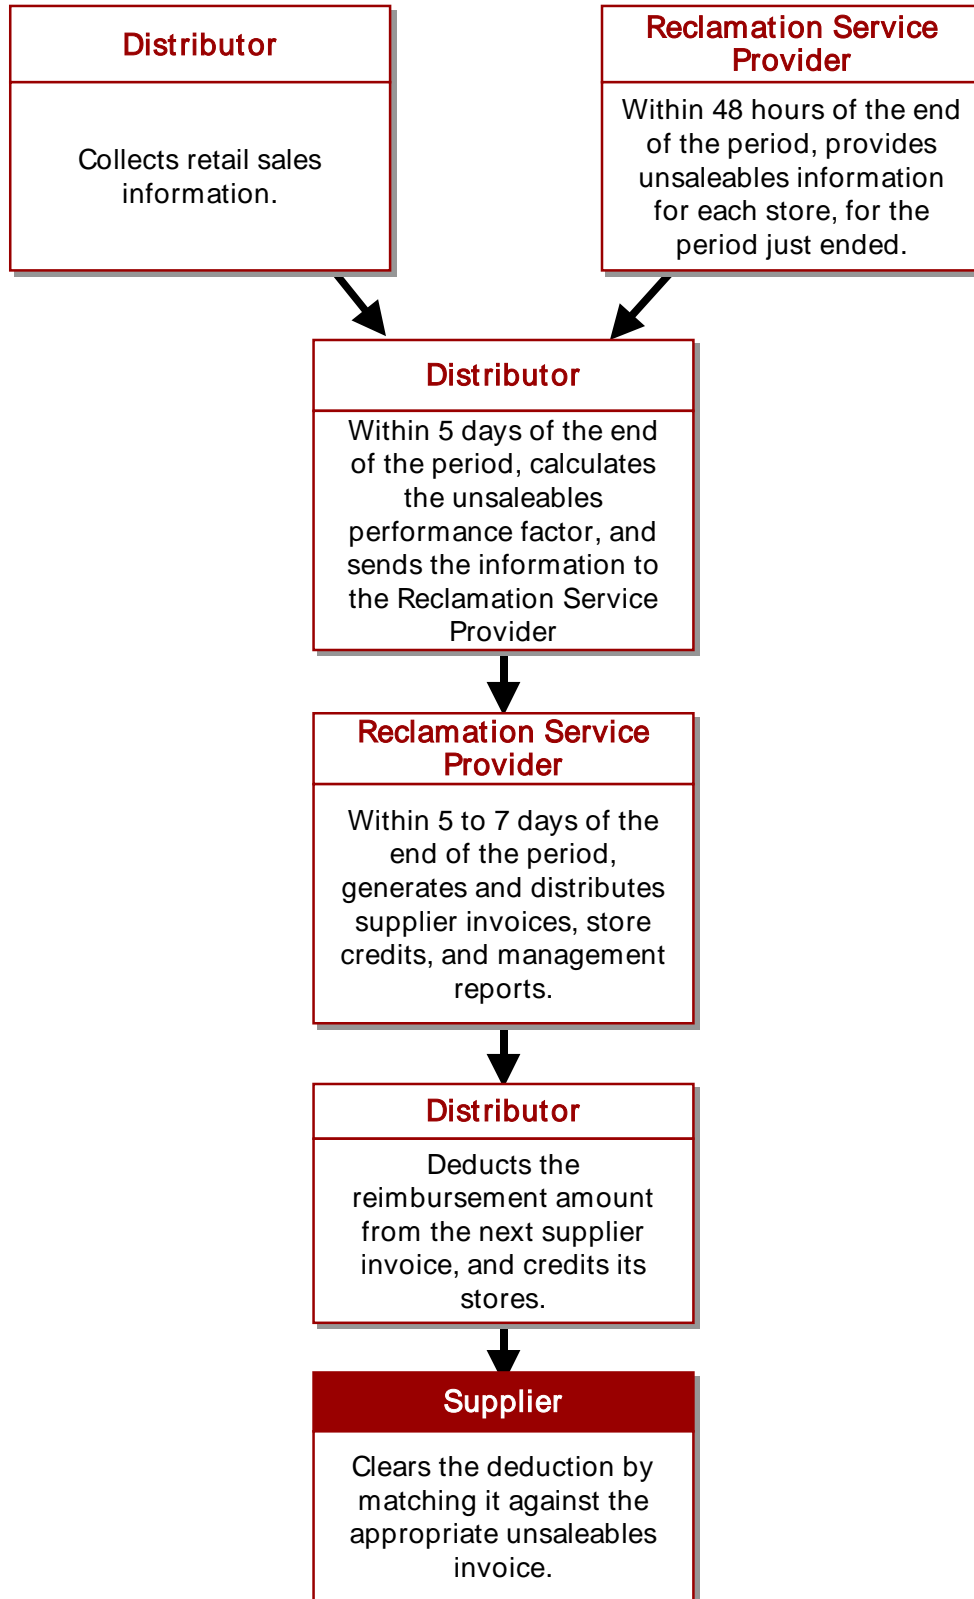 Distributor
Collects retail sales
information.
Reclamation Service
Provider
Within 48 hours of the end
of the period, provides
unsaleables information
for each store, for the
period just ended.
Distributor
Within 5 days of the end
of the period, calculates
the unsaleables
performance factor, and
sends the information to
the Reclamation Service
Provider
Reclamation Service
Provider
Within 5 to 7 days of the
end of the period,
generates and distributes
supplier invoices, store
credits, and management
reports.
Distributor
Deducts the
reimbursement amount
from the next supplier
invoice, and credits its
stores.
Supplier
Clears the deduction by
matching it against the
appropriate unsaleables
invoice.